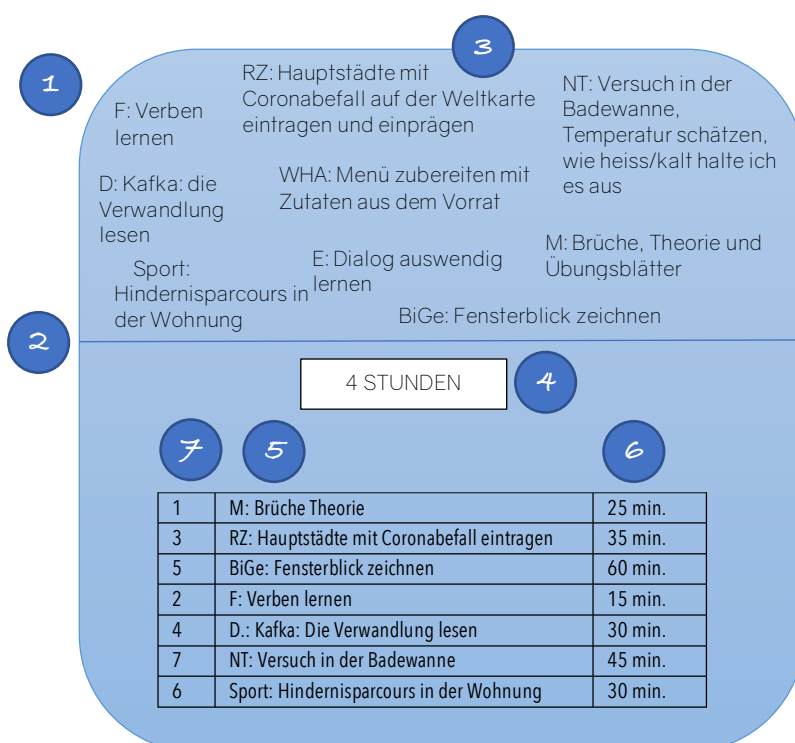 1
3
F: Verben
lernen
RZ: Hauptstädte mit
Coronabefall auf der Weltkarte
eintragen und einprägen
NT: Versuch in der
Badewanne,
Temperatur schätzen,
wie heiss/kalt halte ich
es aus
D: Kafka: die
Verwandlung
lesen
WHA: Menü zubereiten mit
Zutaten aus dem Vorrat
M: Brüche, Theorie und
Übungsblätter
Sport:
Hindernisparcours in
der Wohnung
E: Dialog auswendig
lernen
BiGe: Fensterblick zeichnen
2
4 STUNDEN
4
7 5 6
1 M: Brüche Theorie 25 min.
3 RZ: Hauptstädte mit Coronabefall eintragen 35 min.
5 BiGe: Fensterblick zeichnen 60 min.
2 F: Verben lernen 15 min.
4 D.: Kafka: Die Verwandlung lesen 30 min.
7 NT: Versuch in der Badewanne 45 min.
6 Sport: Hindernisparcours in der Wohnung 30 min.